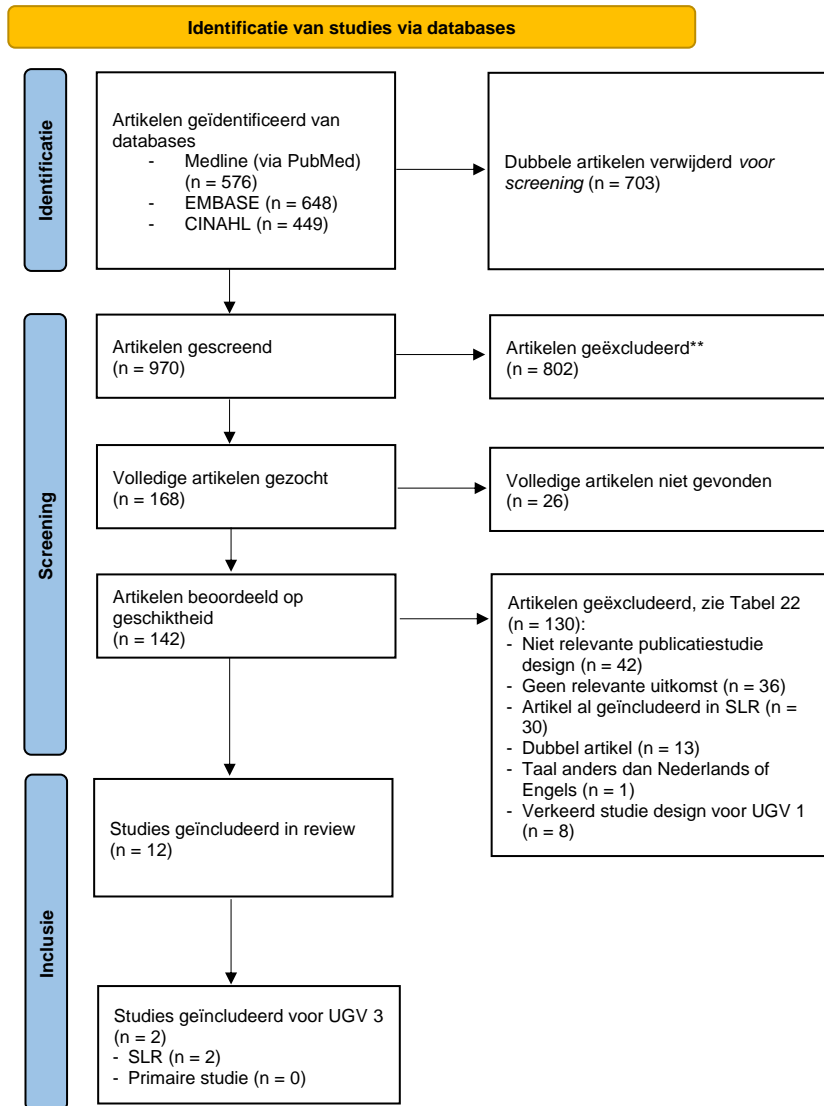 Identificatie van studies via databases
Identificatie
Artikelen geïdentificeerd van
databases
- Medline (via PubMed)
(n = 576)
- EMBASE (n = 648)
- CINAHL (n = 449)
Dubbele artikelen verwijderd voor
screening (n = 703)
Screening
Artikelen gescreend
(n = 970)
Artikelen geëxcludeerd**
(n = 802)
Volledige artikelen gezocht
(n = 168)
Volledige artikelen niet gevonden
(n = 26)
Artikelen beoordeeld op
geschiktheid
(n = 142)
Artikelen geëxcludeerd, zie Tabel 22
(n = 130):
- Niet relevante publicatiestudie
design (n = 42)
- Geen relevante uitkomst (n = 36)
- Artikel al geïncludeerd in SLR (n =
30)
- Dubbel artikel (n = 13)
- Taal anders dan Nederlands of
Engels (n = 1)
- Verkeerd studie design voor UGV 1
(n = 8)
Inclusie
Studies geïncludeerd in review
(n = 12)
Studies geïncludeerd voor UGV 3
(n = 2)
- SLR (n = 2)
- Primaire studie (n = 0)